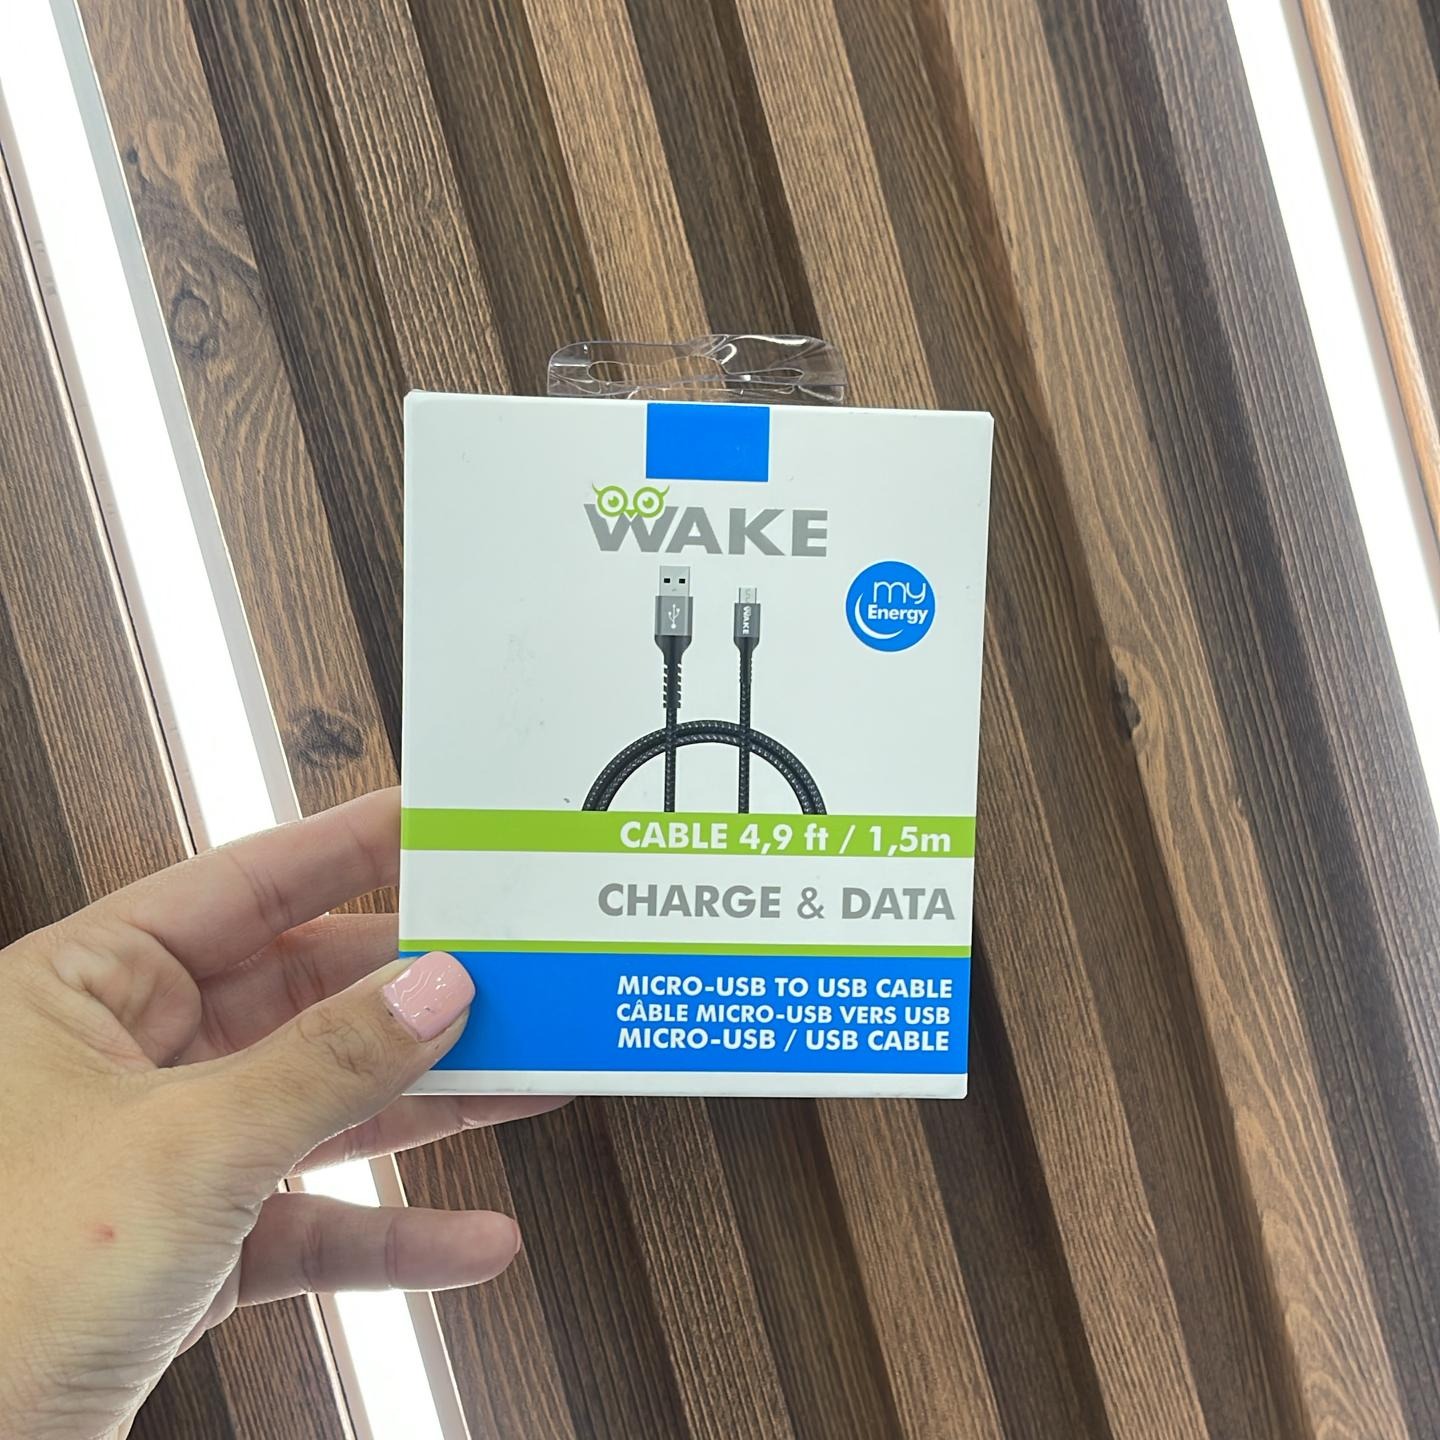 WAKE
WAKE
my
Energy
CABLE 4,9 ft / 1,5m
CHARGE & DATA
MICRO-USB TO USB CABLE
CÂBLE MICRO-USB VERS USB
MICRO-USB / USB CABLE